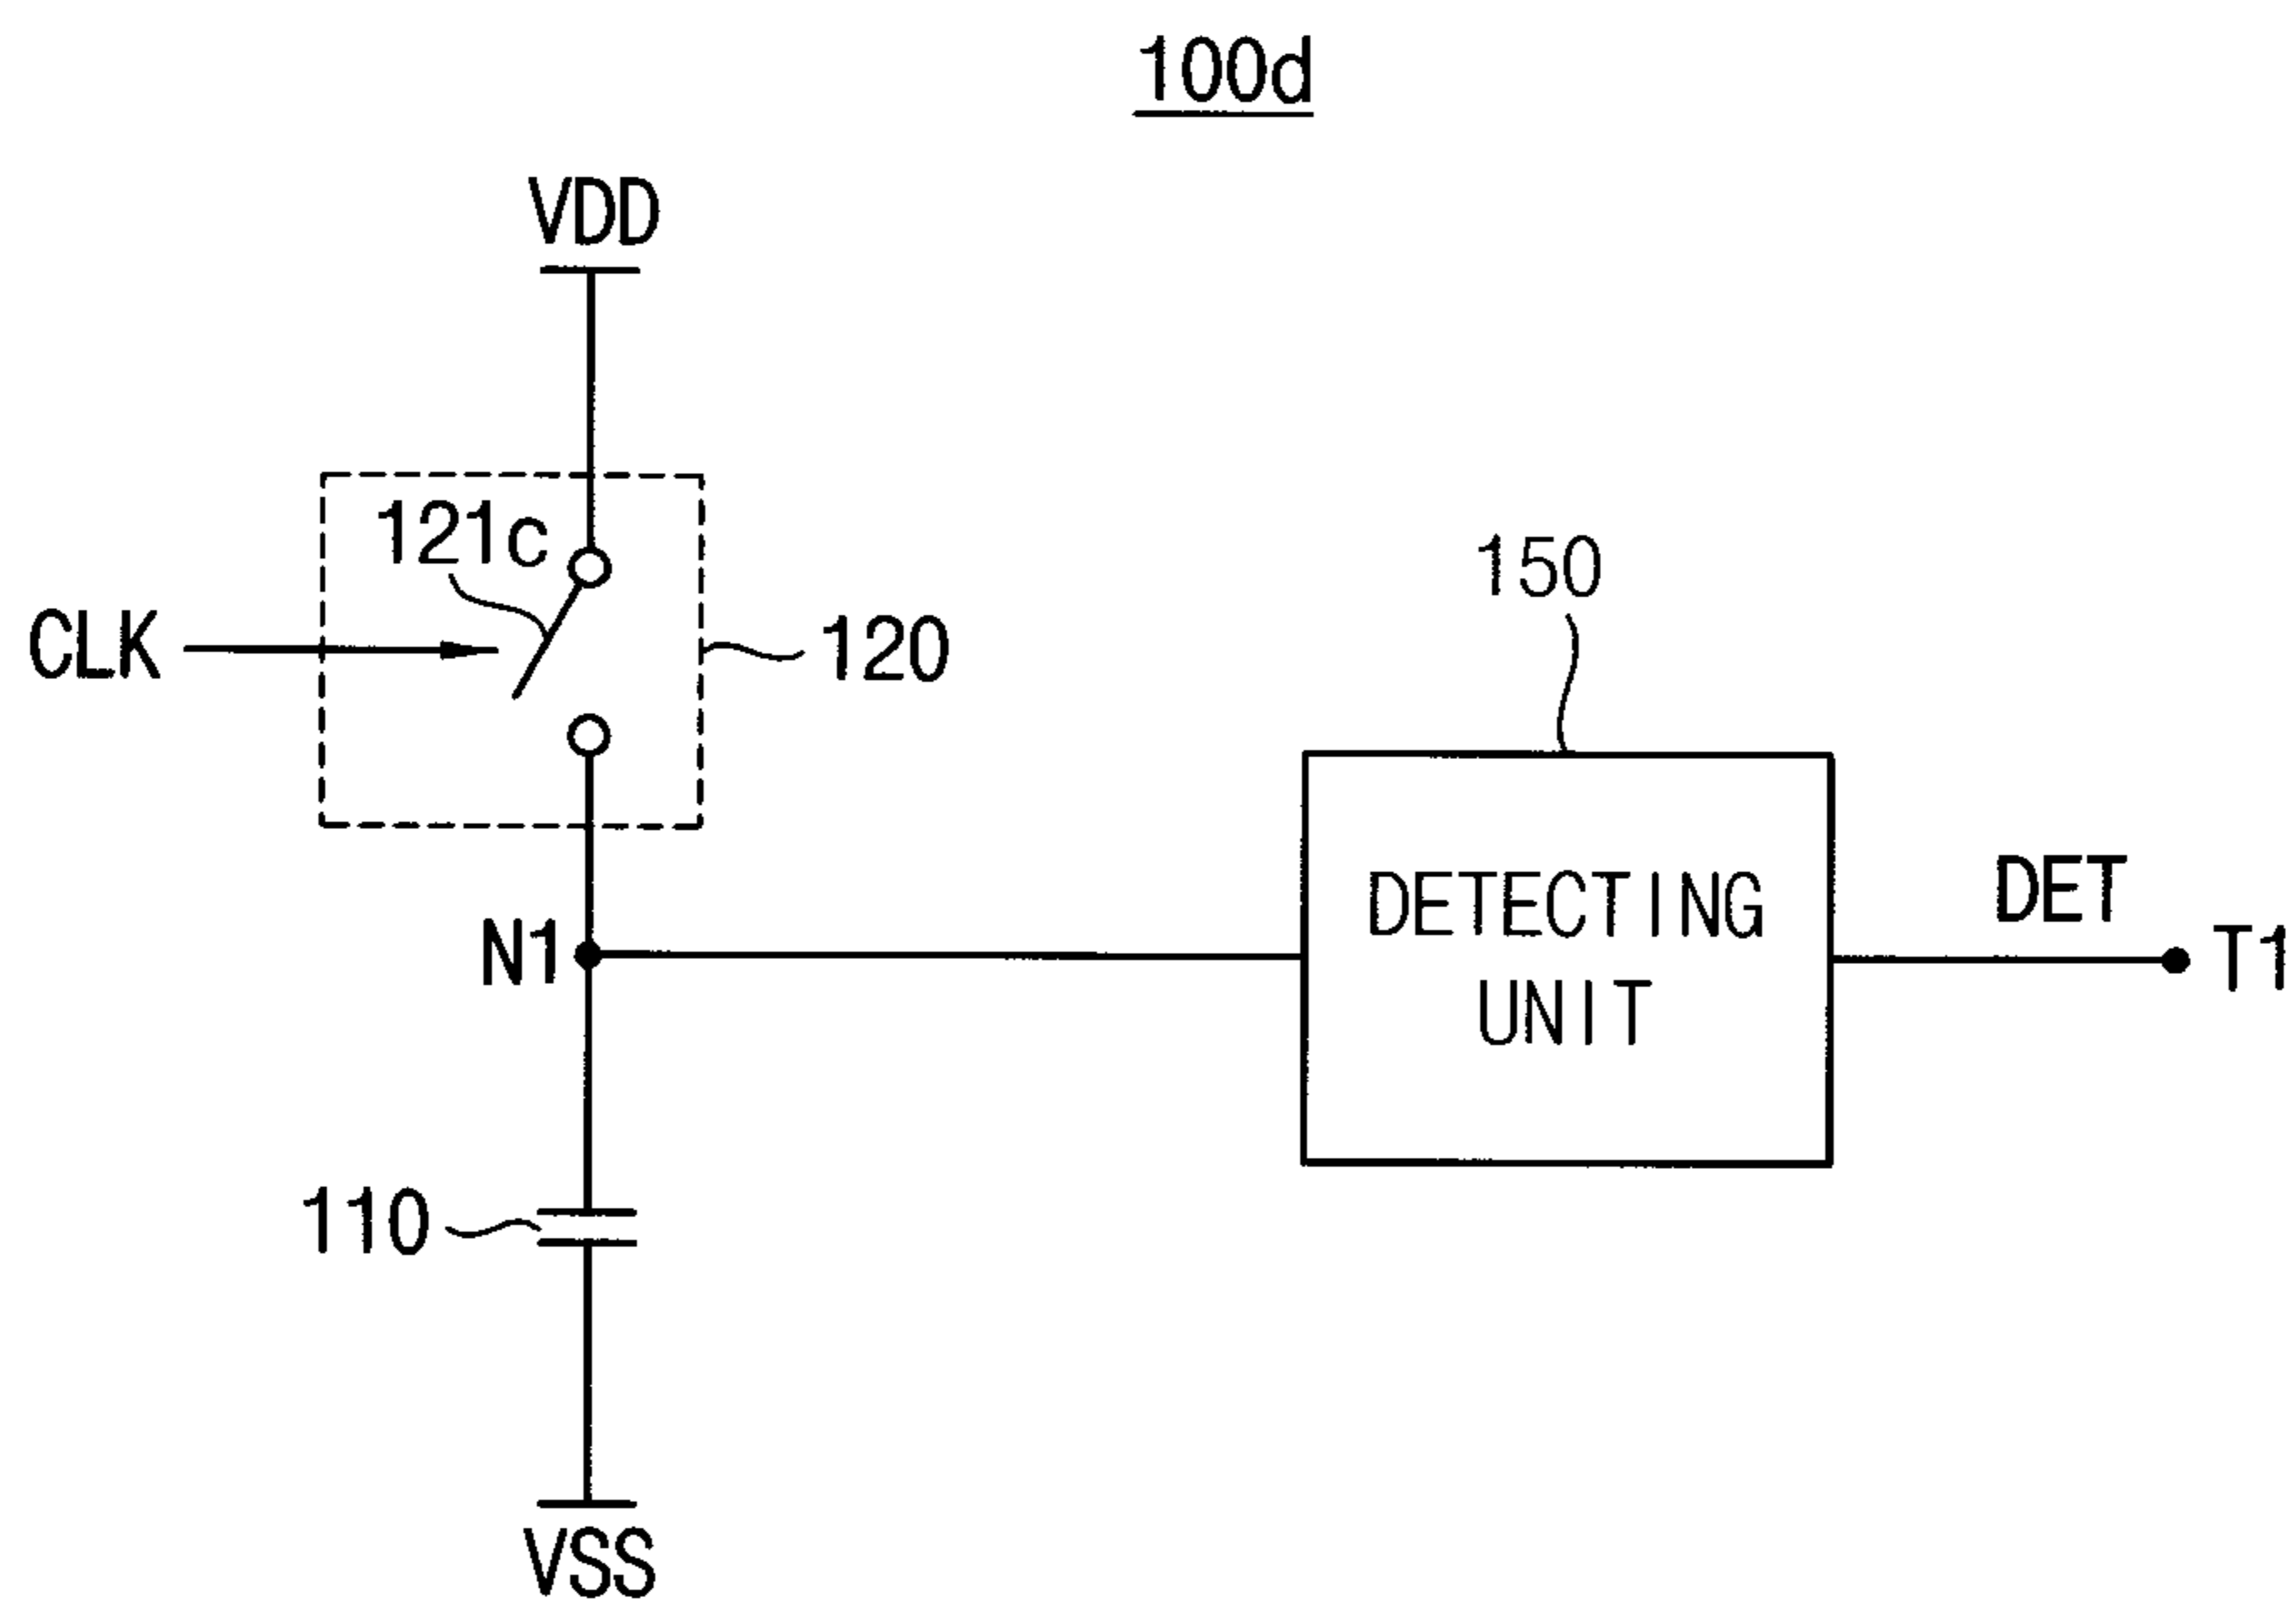 100d
VDD
121c
CLK
120
150
N1
DETECTING
UNIT
DET
T1
110
VSS